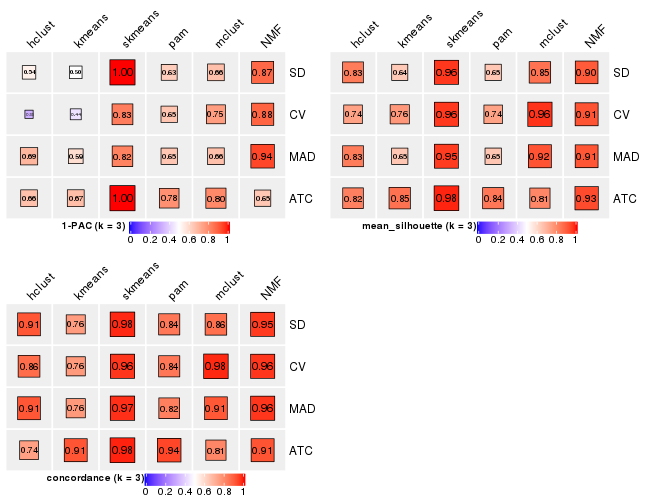 hclust kmeans skmeans pam mclust NMF
0.54 0.50 1.00 0.63 0.66 0.87 SD
0.83 0.65 0.75 0.88 CV
0.69 0.59 0.82 0.65 0.66 0.94 MAD
0.66 0.67 1.00 0.78 0.80 0.65 ATC
1-PAC (k = 3)
0 0.2 0.4 0.6 0.8 1
hclust kmeans skmeans pam mclust NMF
0.83 0.64 0.96 0.65 0.85 0.90 SD
0.74 0.76 0.96 0.74 0.96 0.91 CV
0.83 0.65 0.95 0.65 0.92 0.91 MAD
0.82 0.85 0.98 0.84 0.81 0.93 ATC
mean_silhouette (k = 3)
0 0.2 0.4 0.6 0.8 1
hclust kmeans skmeans pam mclust NMF
0.91 0.76 0.98 0.84 0.86 0.95 SD
0.86 0.76 0.96 0.84 0.98 0.96 CV
0.91 0.76 0.97 0.82 0.91 0.96 MAD
0.74 0.91 0.98 0.94 0.81 0.91 ATC
concordance (k = 3)
0 0.2 0.4 0.6 0.8 1